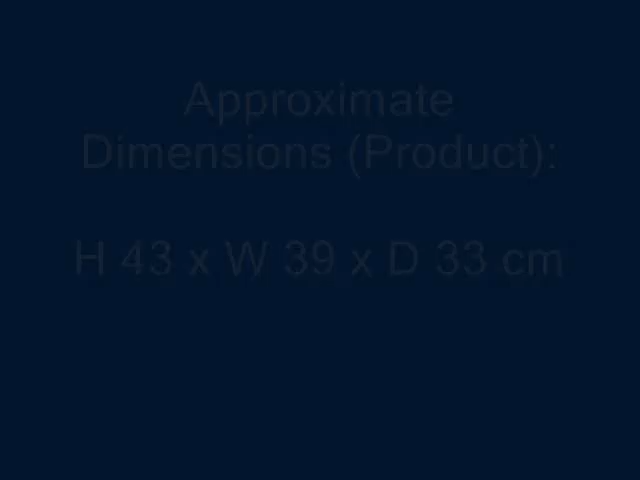 Approximate
Dimensions (Product):
H 43 x W 39 x D 33 cm